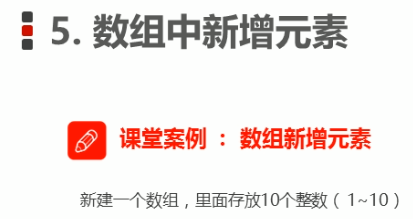 5. 数组中新增元素
课堂案例 ： 数组新增元素
新建一个数组，里面存放10个整数（ 1~10 ）